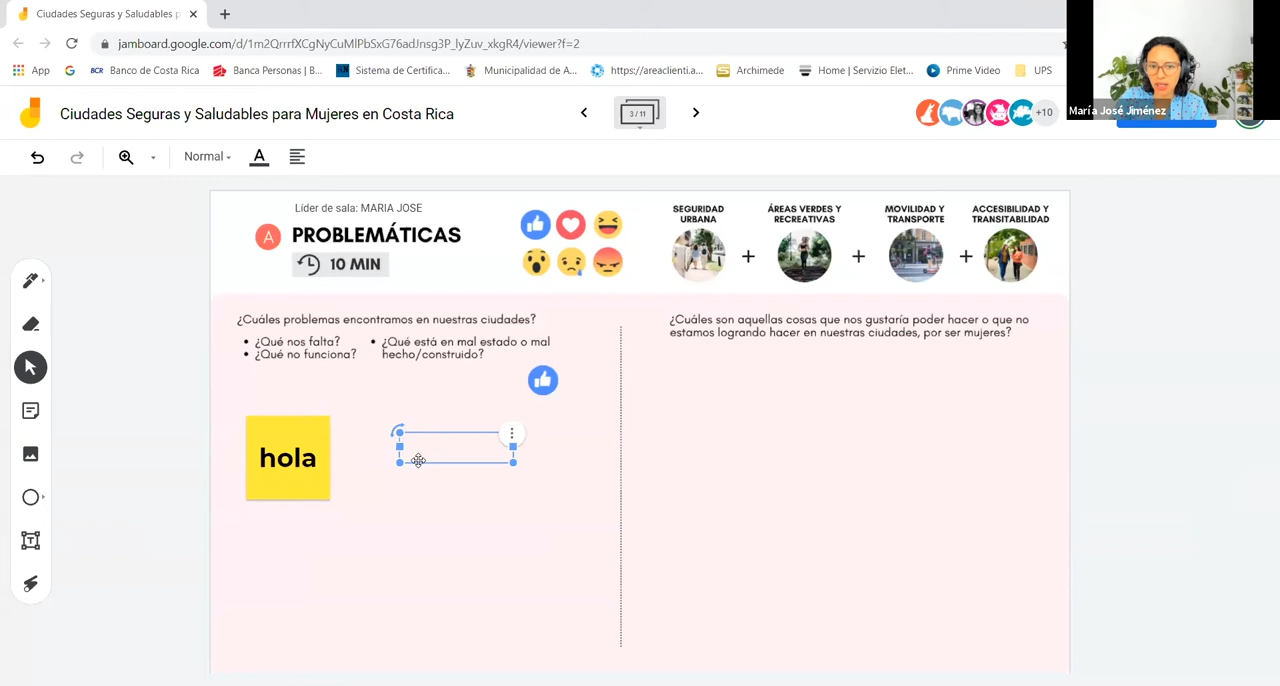 Ciudades Seguras y Saludables p
jamboard.google.com/d/1m2QrrrfXCgNyCuMlPbSxG76adJnsg3P_lyZuv_xkgR4/viewer?f=2
App
BCR Banco de Costa Rica
Banca Personas | B...
Sistema de Certifica...
Municipalidad de A...
https://areaclienti.a...
Archimede
Home | Servizio Elet...
Prime Video
UPS
María José Jiménez
Ciudades Seguras y Saludables para Mujeres en Costa Rica
3 / 11
+10
Normal
A
Líder de sala: MARIA JOSE
A PROBLEMÁTICAS
10 MIN
SEGURIDAD
URBANA
ÁREAS VERDES Y
RECREATIVAS
MOVILIDAD Y
TRANSPORTE
ACCESIBILIDAD Y
TRANSITABILIDAD
¿Cuáles problemas encontramos en nuestras ciudades?
• ¿Qué nos falta?
• ¿Qué no funciona?
• ¿Qué está en mal estado o mal
hecho/construido?
¿Cuáles son aquellas cosas que nos gustaría poder hacer o que no
estamos logrando hacer en nuestras ciudades, por ser mujeres?
hola